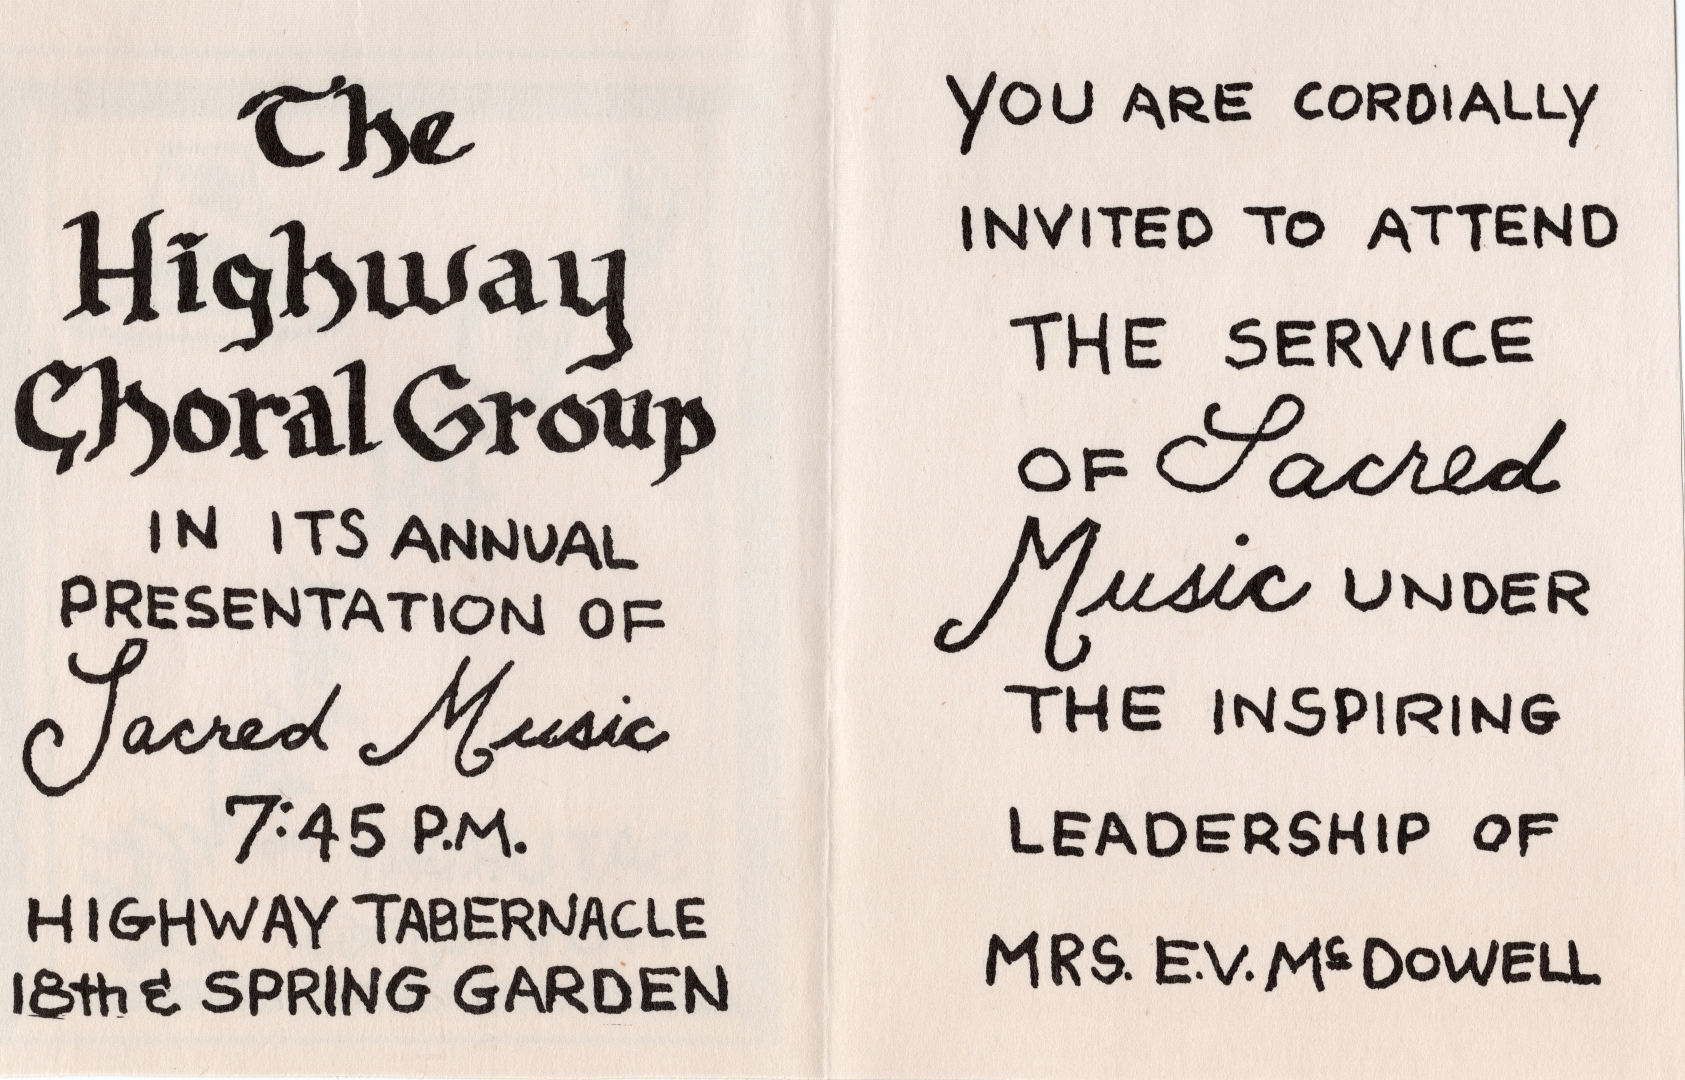 The
Highway
Choral Group
IN ITS ANNUAL
PRESENTATION OF
Sacred Music
7:45 P.M.
HIGHWAY TABERNACLE
18th & SPRING GARDEN
YOU ARE CORDIALLY
INVITED TO ATTEND
THE SERVICE
OF Sacred
Music UNDER
THE INSPIRING
LEADERSHIP OF
MRS. E.V. McDOWELL